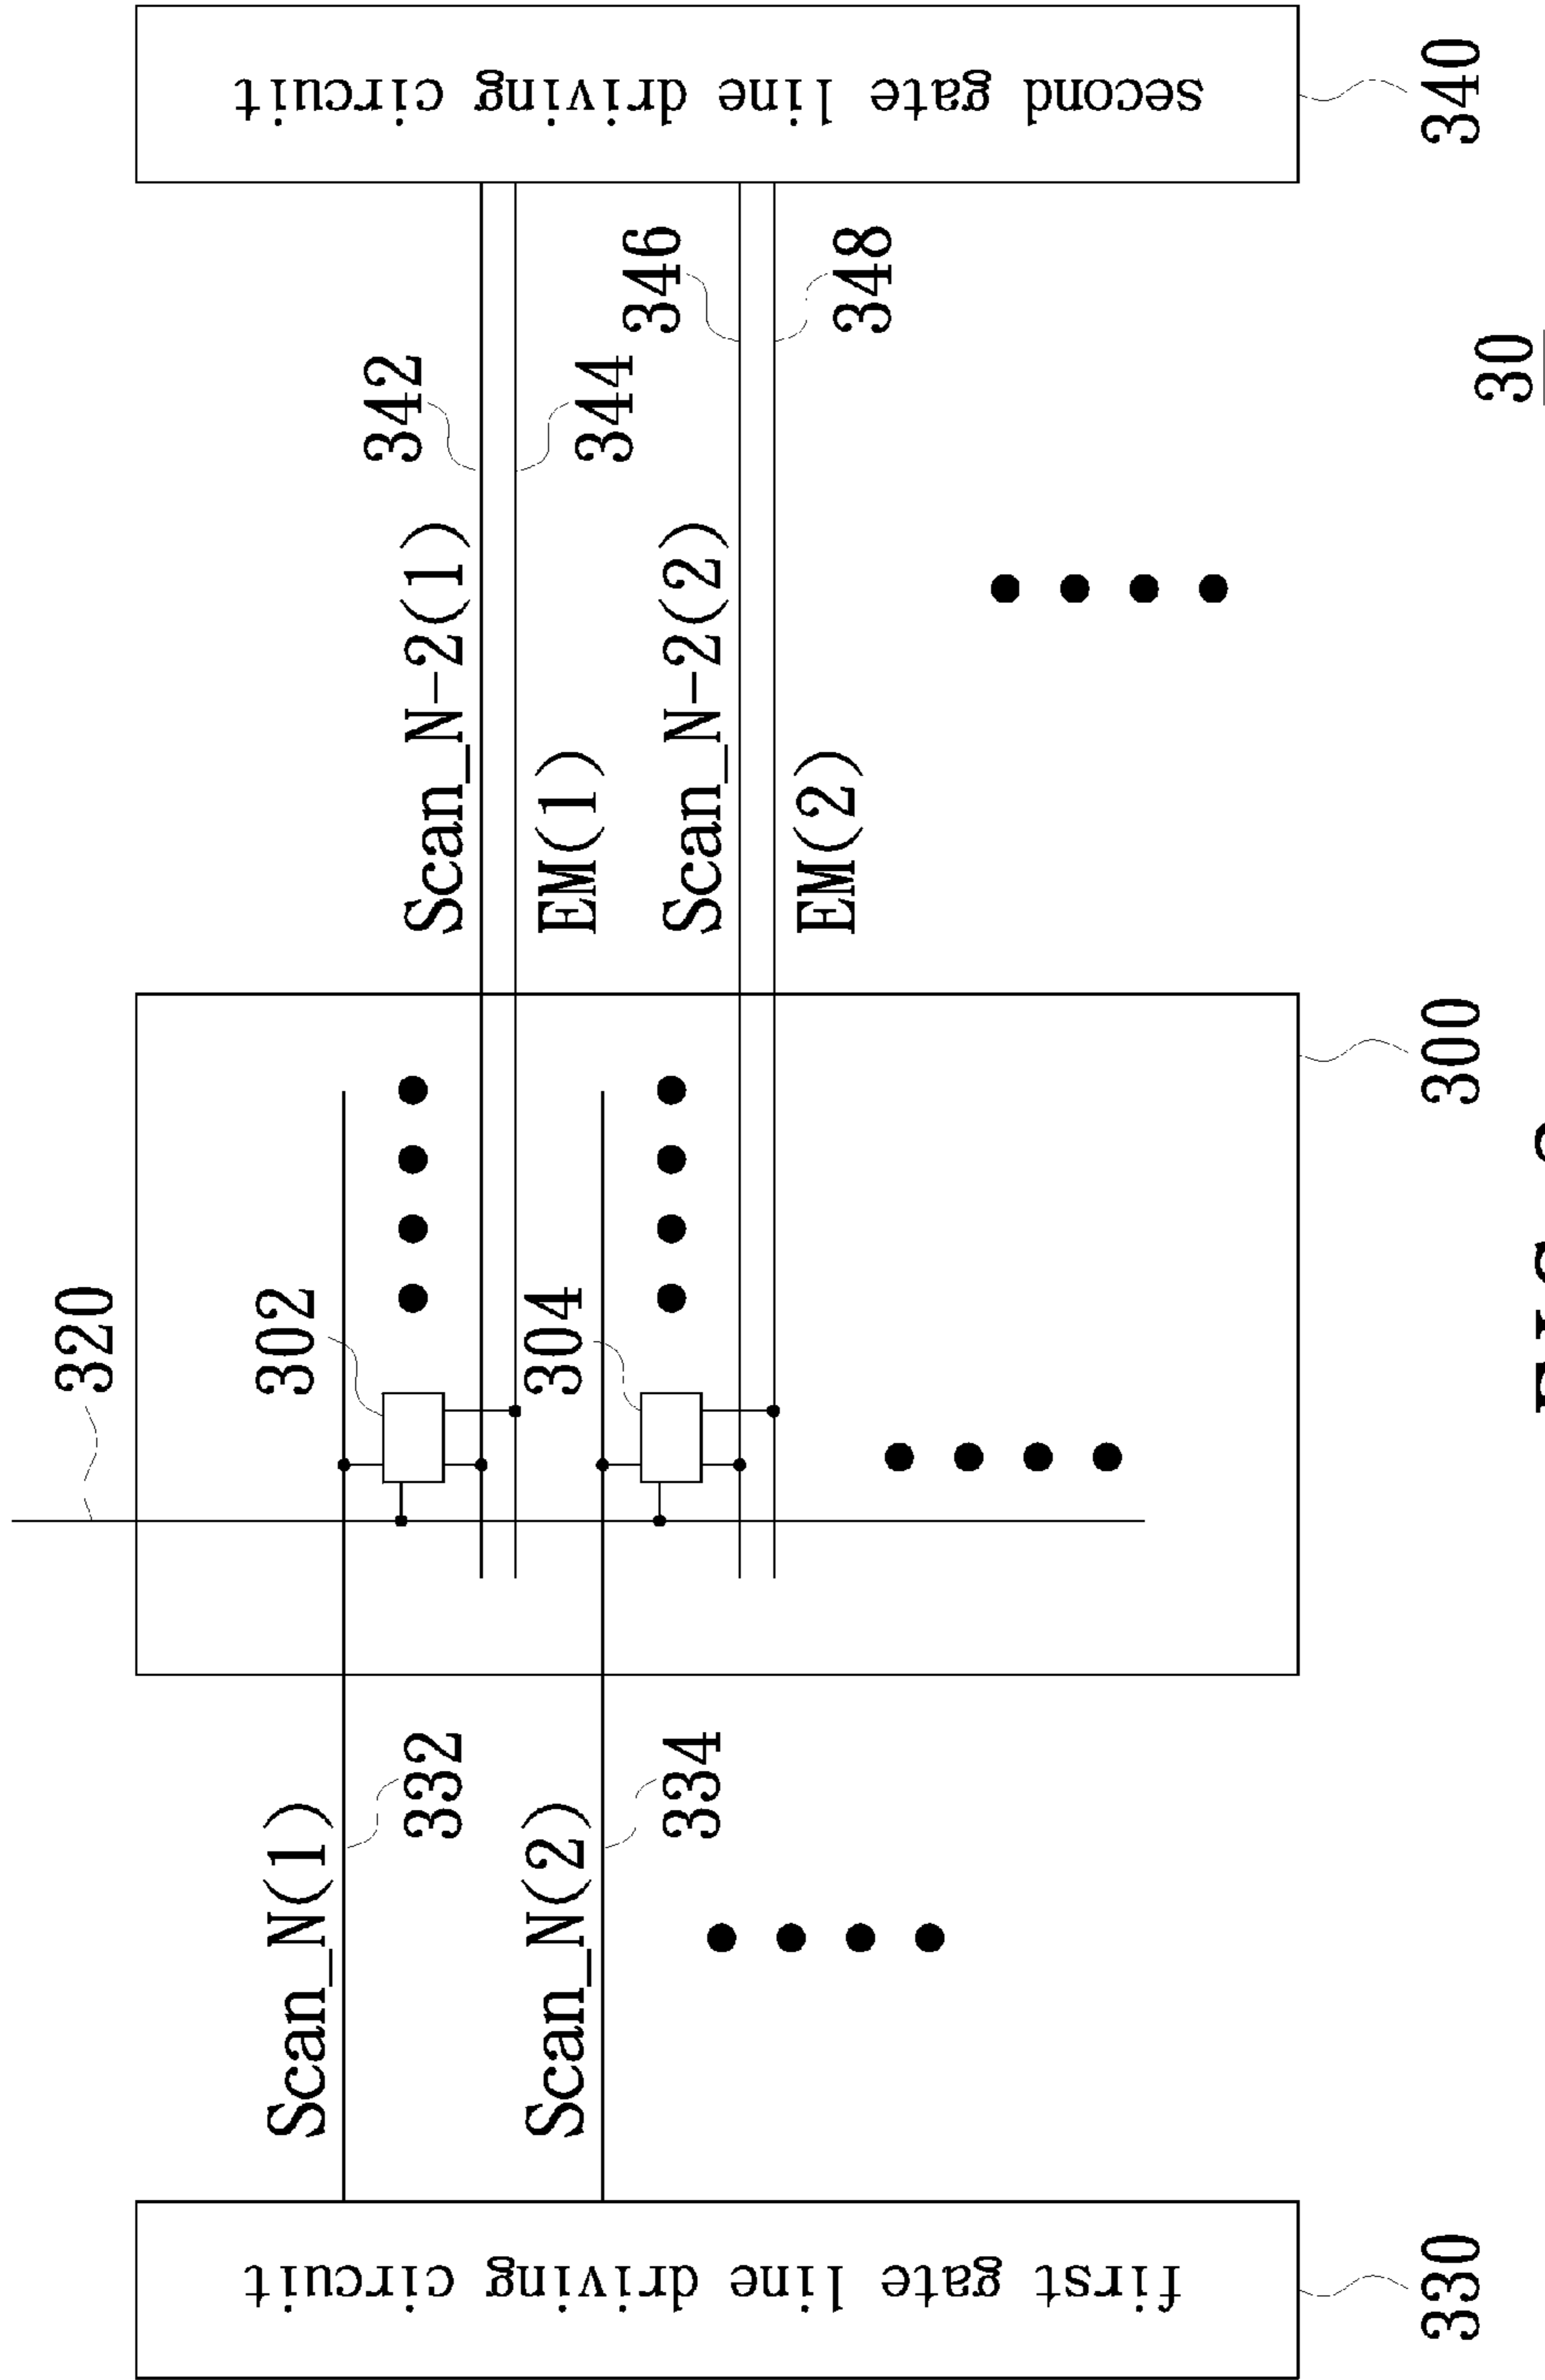 320
Scan_N(1)
332
302
Scan_N-2(1)
342
EM(1)
344
Scan_N(2)
334
304
Scan_N-2(2)
346
EM(2)
348
first gate line driving circuit
second gate line driving circuit
330
300
340
30